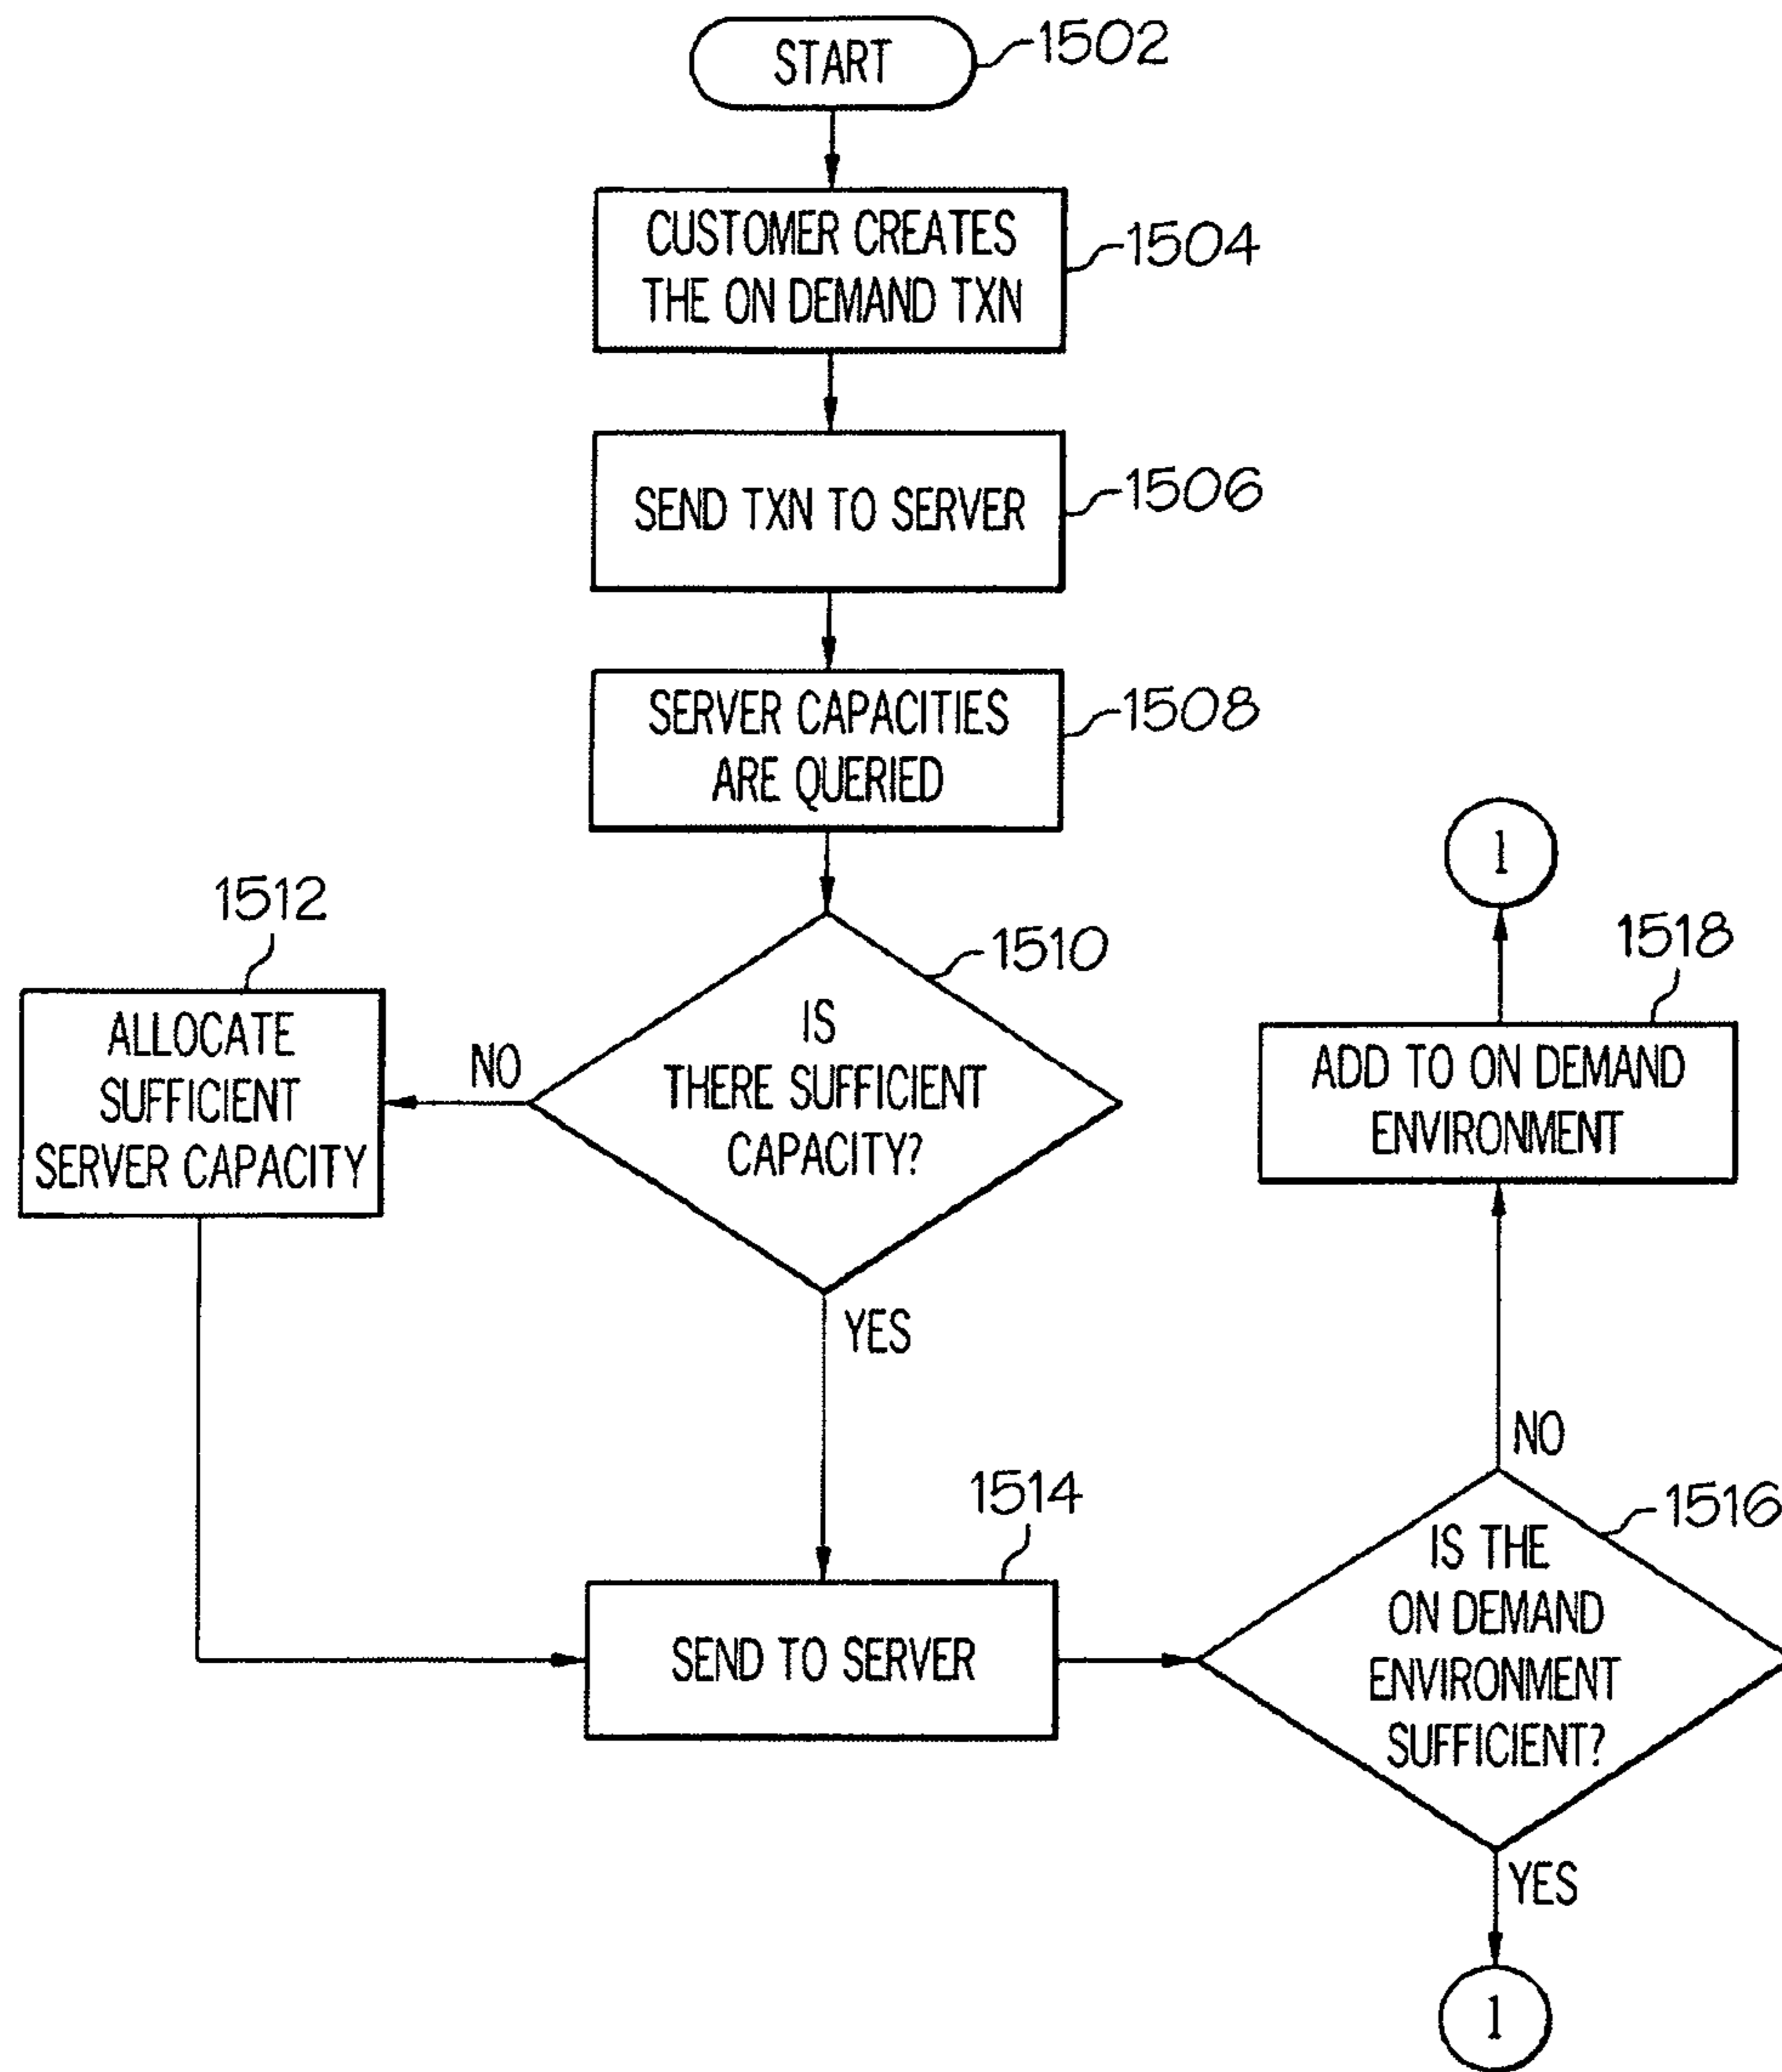 START
1502
CUSTOMER CREATES
THE ON DEMAND TXN
1504
SEND TXN TO SERVER
1506
SERVER CAPACITIES
ARE QUERIED
1508
1510
IS
THERE SUFFICIENT
CAPACITY?
NO
YES
1512
ALLOCATE
SUFFICIENT
SERVER CAPACITY
1514
SEND TO SERVER
1516
IS THE
ON DEMAND
ENVIRONMENT
SUFFICIENT?
NO
YES
1518
ADD TO ON DEMAND
ENVIRONMENT
1
1